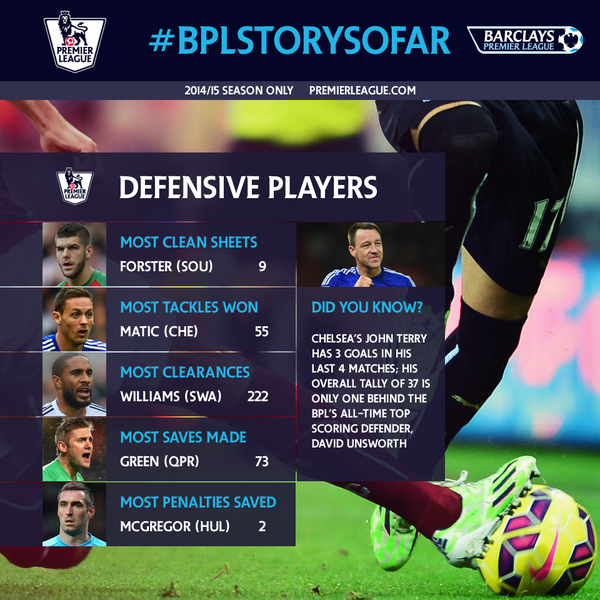 PREMIER
LEAGUE
#BPLSTORYSOFAR
BARCLAYS
PREMIER LEAGUE
2014/15 SEASON ONLY PREMIERLEAGUE.COM
PREMIER
LEAGUE
DEFENSIVE PLAYERS
MOST CLEAN SHEETS
FORSTER (SOU) 9
MOST TACKLES WON
MATIC (CHE) 55
MOST CLEARANCES
WILLIAMS (SWA) 222
MOST SAVES MADE
GREEN (QPR) 73
MOST PENALTIES SAVED
MCGREGOR (HUL) 2
DID YOU KNOW?
CHELSEA'S JOHN TERRY
HAS 3 GOALS IN HIS
LAST 4 MATCHES; HIS
OVERALL TALLY OF 37 IS
ONLY ONE BEHIND THE
BPL'S ALL-TIME TOP
SCORING DEFENDER,
DAVID UNSWORTH
11